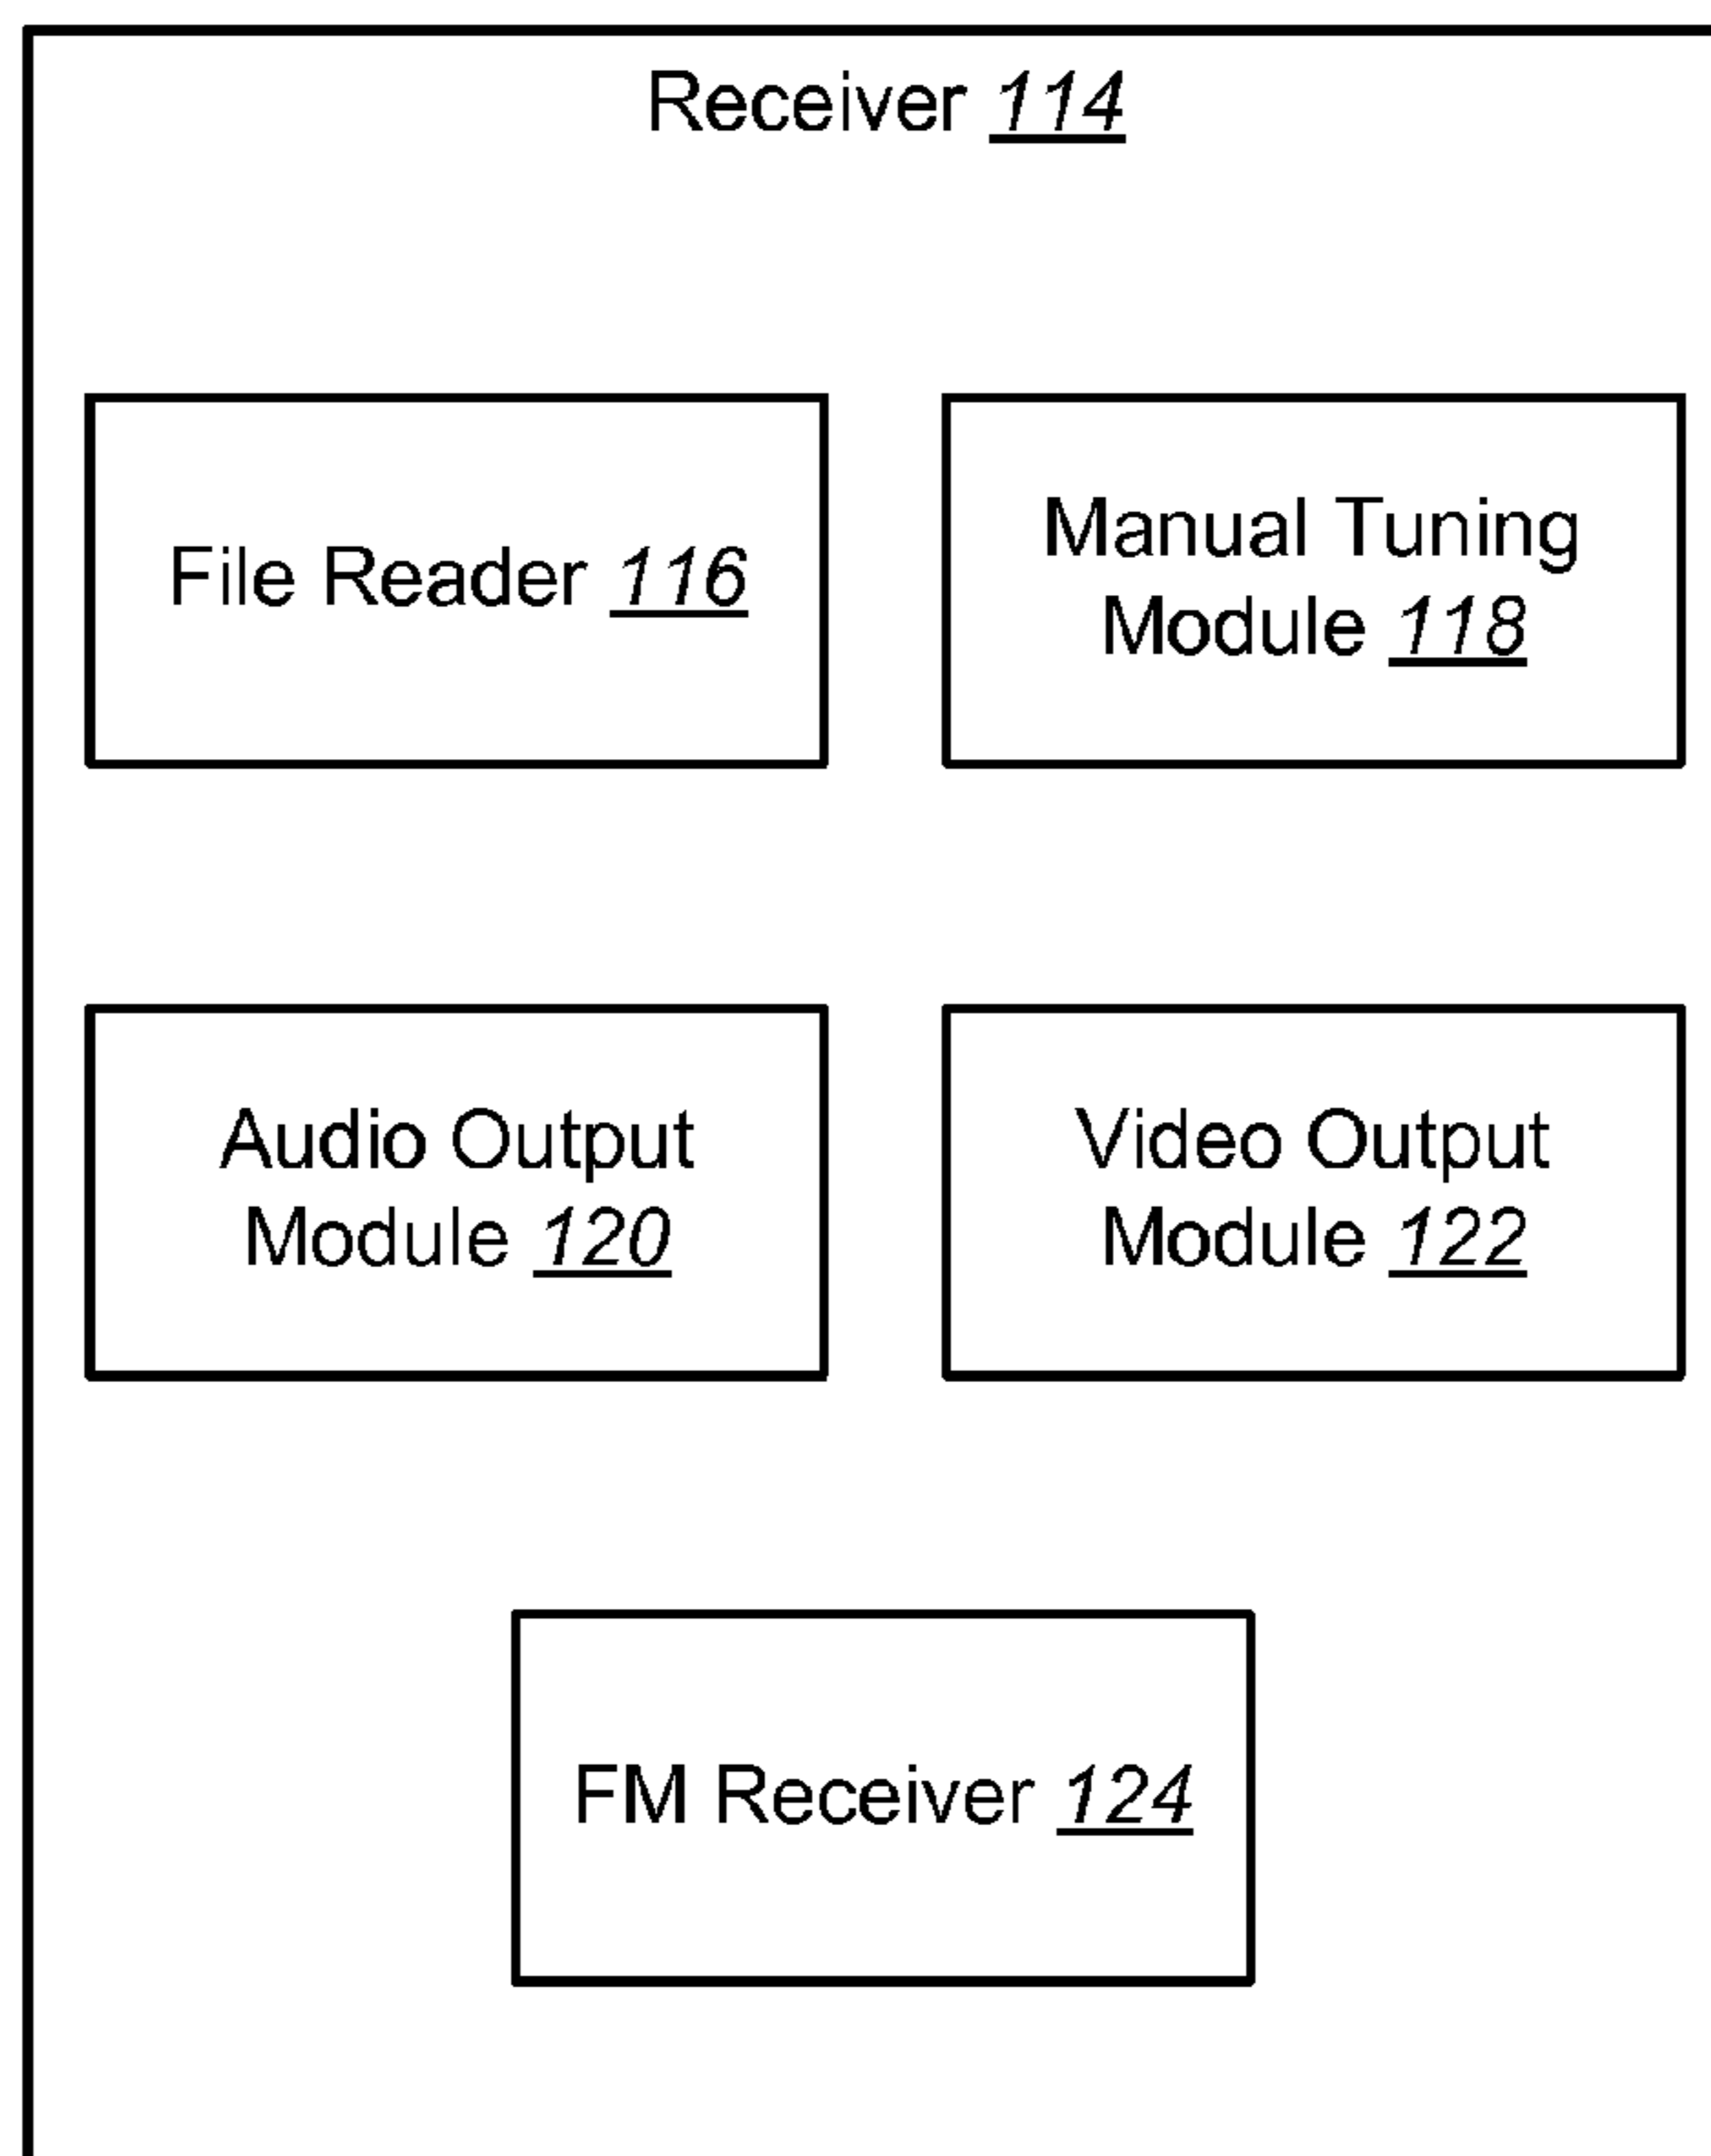 Receiver 114
File Reader 116
Manual Tuning
Module 118
Audio Output
Module 120
Video Output
Module 122
FM Receiver 124